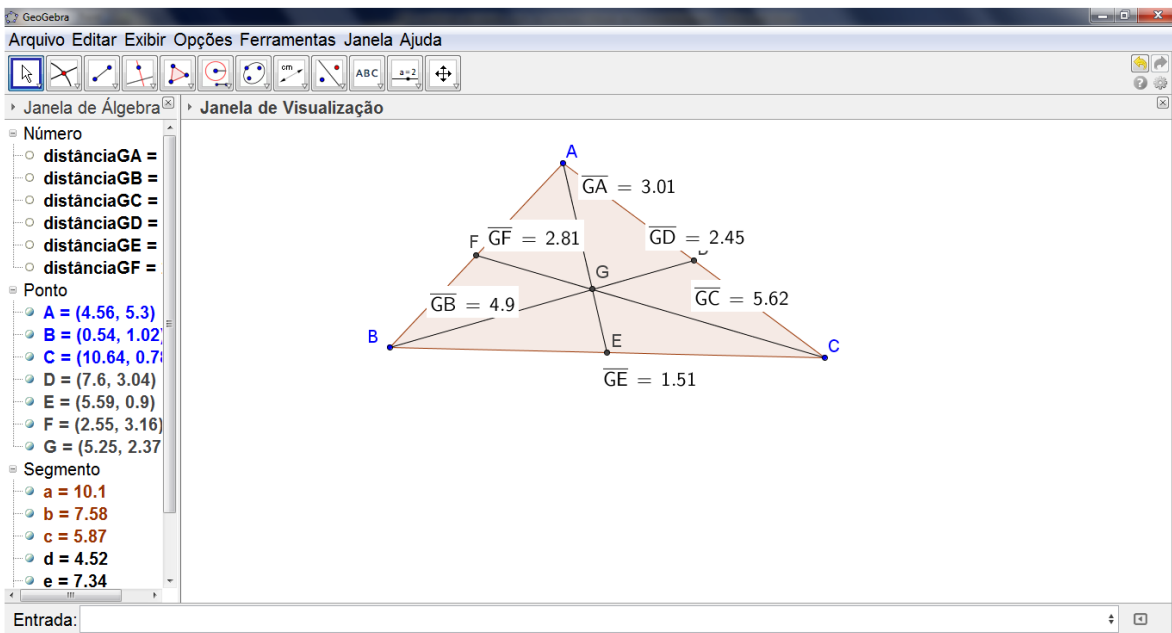 GeoGebra
Arquivo Editar Exibir Opções Ferramentas Janela Ajuda
cm
ABC
a=2
Janela de Álgebra
Janela de Visualização
Número
distânciaGA =
distânciaGB =
distânciaGC =
distânciaGD =
distânciaGE =
distânciaGF =
Ponto
A = (4.56, 5.3)
B = (0.54, 1.02)
C = (10.64, 0.78
D = (7.6, 3.04)
E = (5.59, 0.9)
F = (2.55, 3.16)
G = (5.25, 2.37
Segmento
a = 10.1
b = 7.58
c = 5.87
d = 4.52
e = 7.34
A
GA = 3.01
F
GF = 2.81
GD = 2.45
G
GB = 4.9
GC = 5.62
B
E
C
GE = 1.51
Entrada: